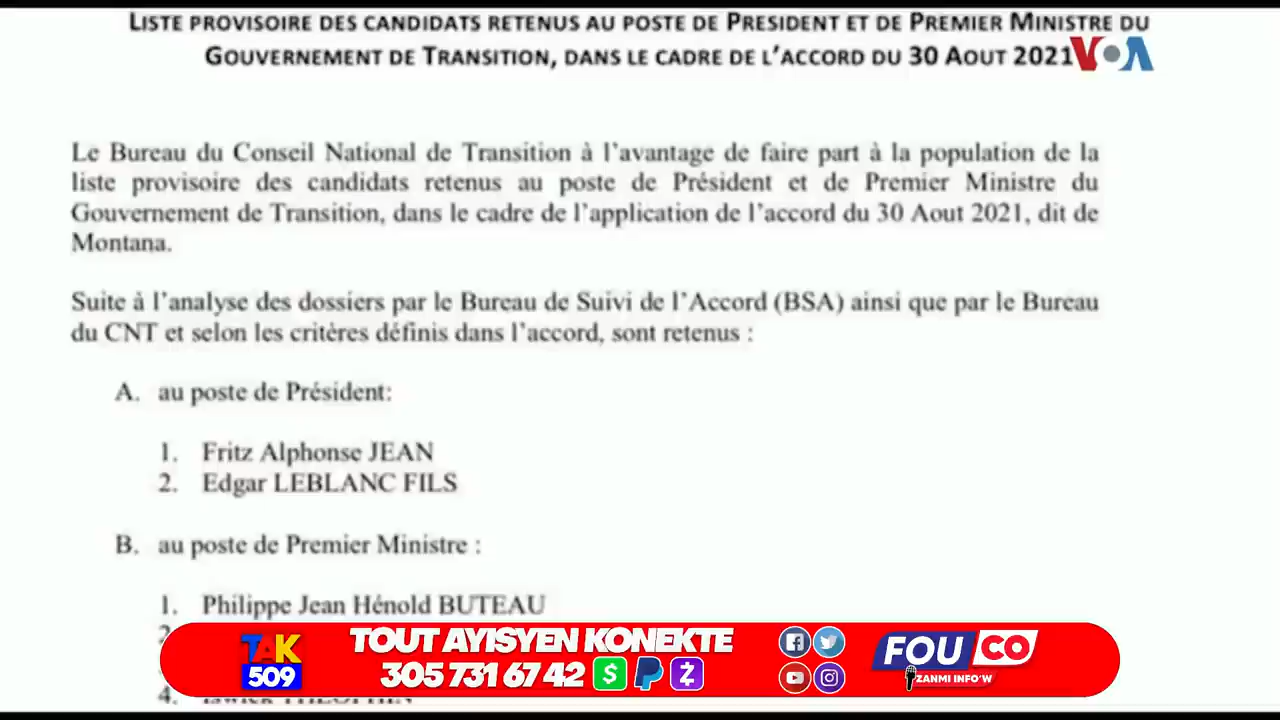 LISTE PROVISOIRE DES CANDIDATS RETENUS AU POSTE DE PRESIDENT ET DE PREMIER MINISTRE DU
GOUVERNEMENT DE TRANSITION, DANS LE CADRE DE L'ACCORD DU 30 AOUT 2021
VOA
Le Bureau du Conseil National de Transition à l'avantage de faire part à la population de la
liste provisoire des candidats retenus au poste de Président et de Premier Ministre du
Gouvernement de Transition, dans le cadre de l'application de l'accord du 30 Aout 2021, dit de
Montana.
Suite à l'analyse des dossiers par le Bureau de Suivi de l'Accord (BSA) ainsi que par le Bureau
du CNT et selon les critères définis dans l'accord, sont retenus :
A. au poste de Président:
1. Fritz Alphonse JEAN
2. Edgar LEBLANC FILS
B. au poste de Premier Ministre :
1. Philippe Jean Hénold BUTEAU
2
4.
TAK
509
TOUT AYISYEN KONEKTE
305 731 67 42
FOUCO
ZANMI INFO'W